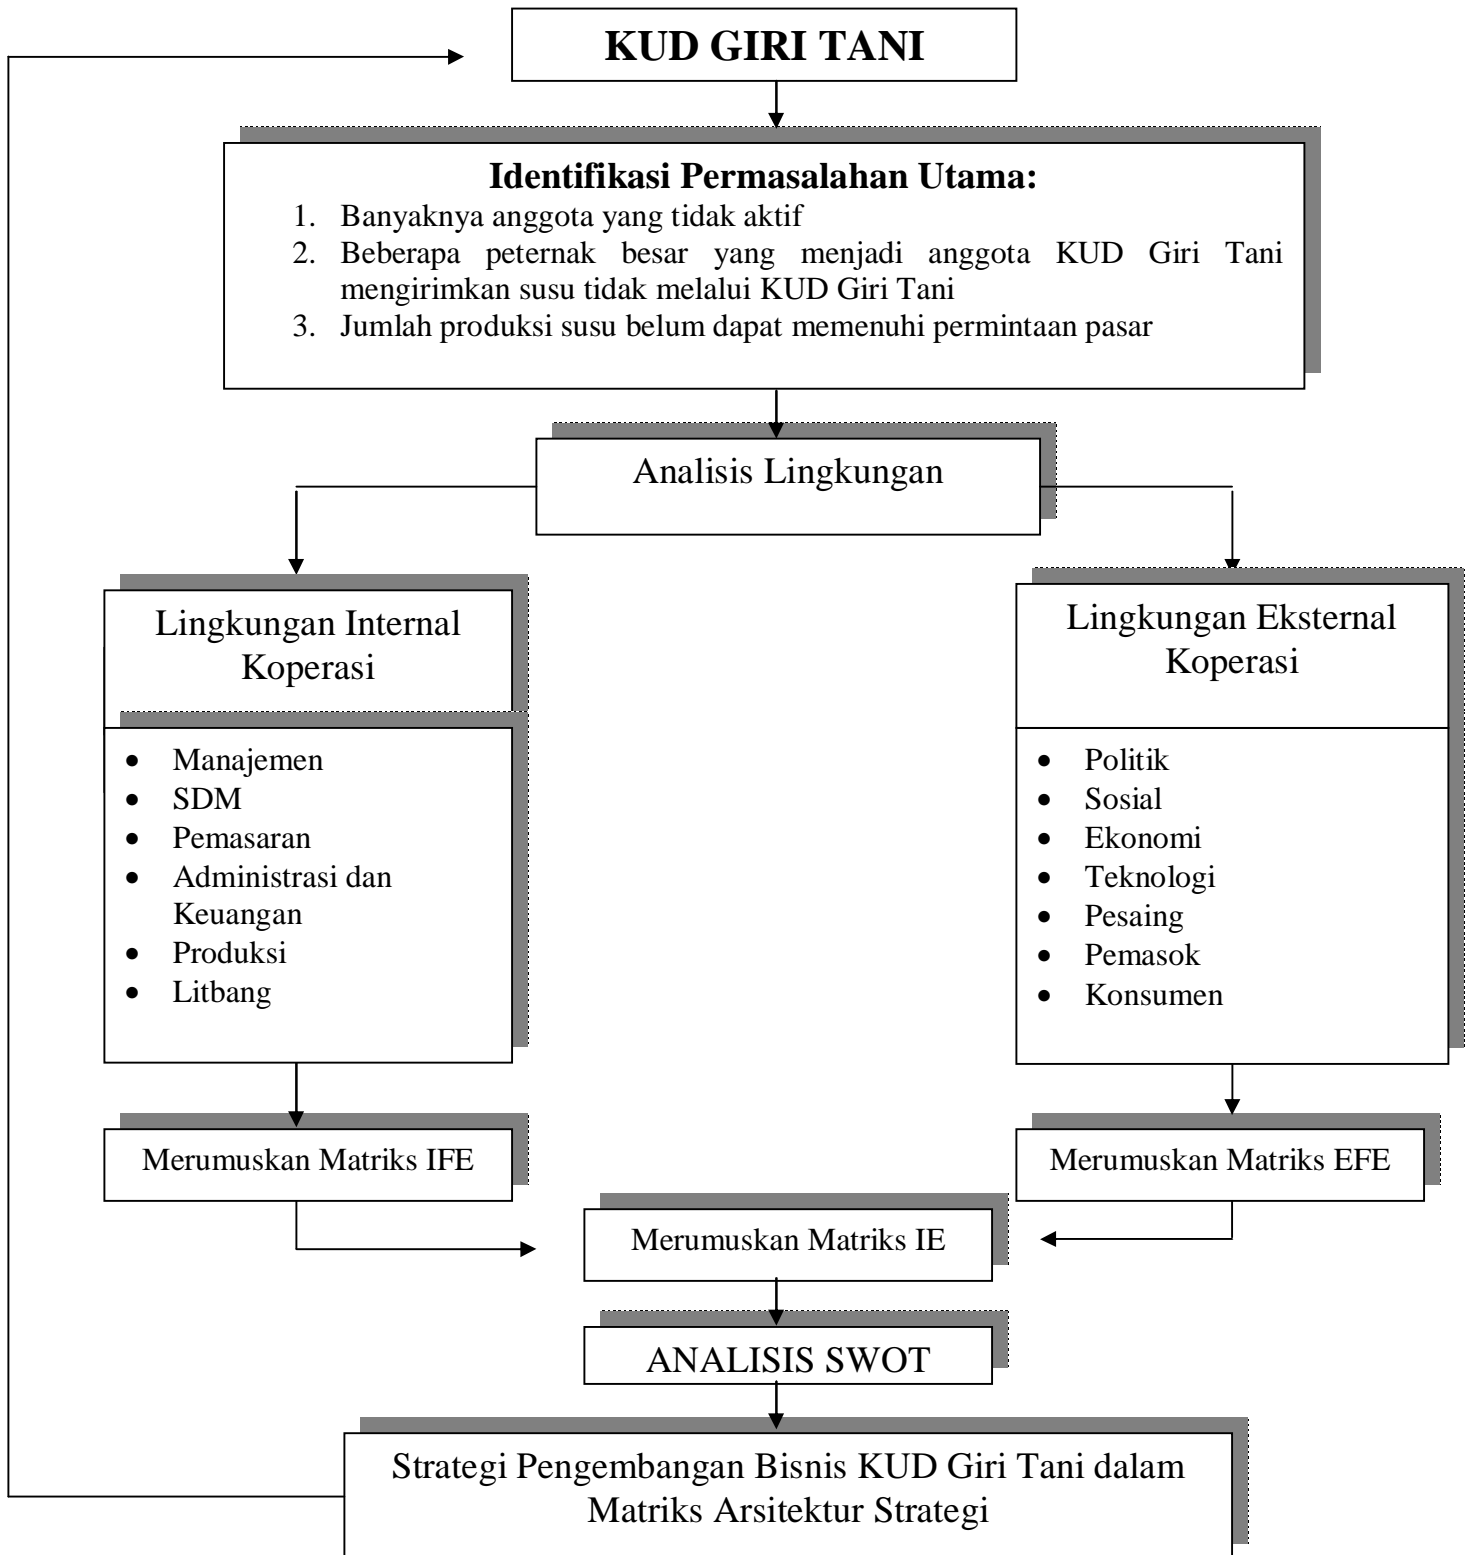 KUD GIRI TANI
Identifikasi Permasalahan Utama:
1. Banyaknya anggota yang tidak aktif
2. Beberapa peternak besar yang menjadi anggota KUD Giri Tani
mengirimkan susu tidak melalui KUD Giri Tani
3. Jumlah produksi susu belum dapat memenuhi permintaan pasar
Analisis Lingkungan
Lingkungan Internal
Koperasi
• Manajemen
• SDM
• Pemasaran
• Administrasi dan
Keuangan
• Produksi
• Litbang
Lingkungan Eksternal
Koperasi
• Politik
• Sosial
• Ekonomi
• Teknologi
• Pesaing
• Pemasok
• Konsumen
Merumuskan Matriks IFE
Merumuskan Matriks EFE
Merumuskan Matriks IE
ANALISIS SWOT
Strategi Pengembangan Bisnis KUD Giri Tani dalam
Matriks Arsitektur Strategi